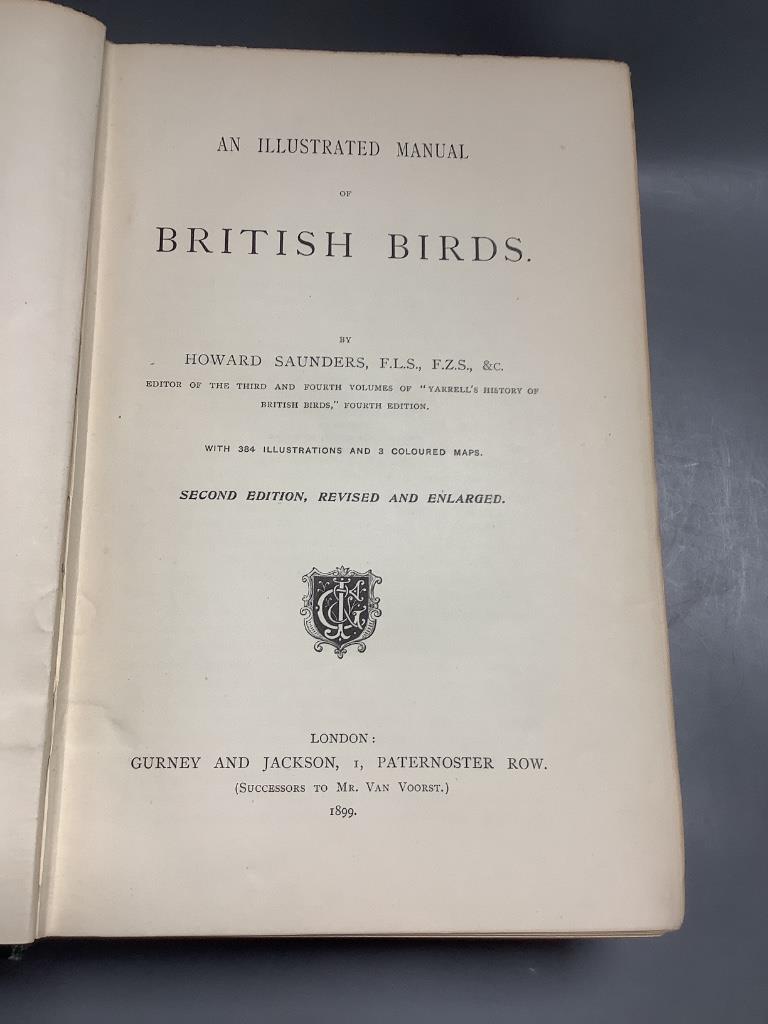 AN ILLUSTRATED MANUAL
OF
BRITISH BIRDS.
BY
HOWARD SAUNDERS, F.L.S., F.Z.S., &c.
EDITOR OF THE THIRD AND FOURTH VOLUMES OF "YARRELL'S HISTORY OF
BRITISH BIRDS," FOURTH EDITION.
WITH 384 ILLUSTRATIONS AND 3 COLOURED MAPS.
SECOND EDITION, REVISED AND ENLARGED.
LONDON:
GURNEY AND JACKSON, 1, PATERNOSTER ROW.
(SUCCESSORS TO MR. VAN VOORST.)
1899.